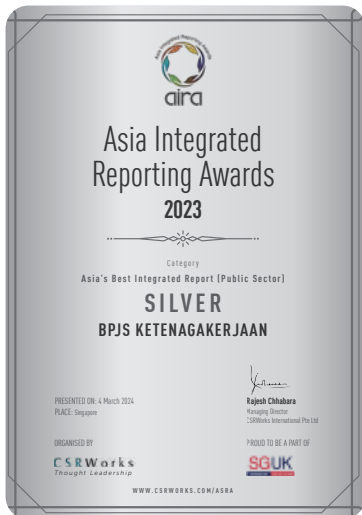 Asia Integrated Reporting Awards
aira
Asia Integrated
Reporting Awards
2023
Category
Asia's Best Integrated Report (Public Sector)
SILVER
BPJS KETENAGAKERJAAN
PRESENTED ON: 4 March 2024
PLACE: Singapore
Rajesh Chhabara
Managing Director
CSRWorks International Pte Ltd
ORGANISED BY
CSRWorks
Thought Leadership
PROUD TO BE A PART OF
SGUK
WWW.CSRWORKS.COM/ASRA